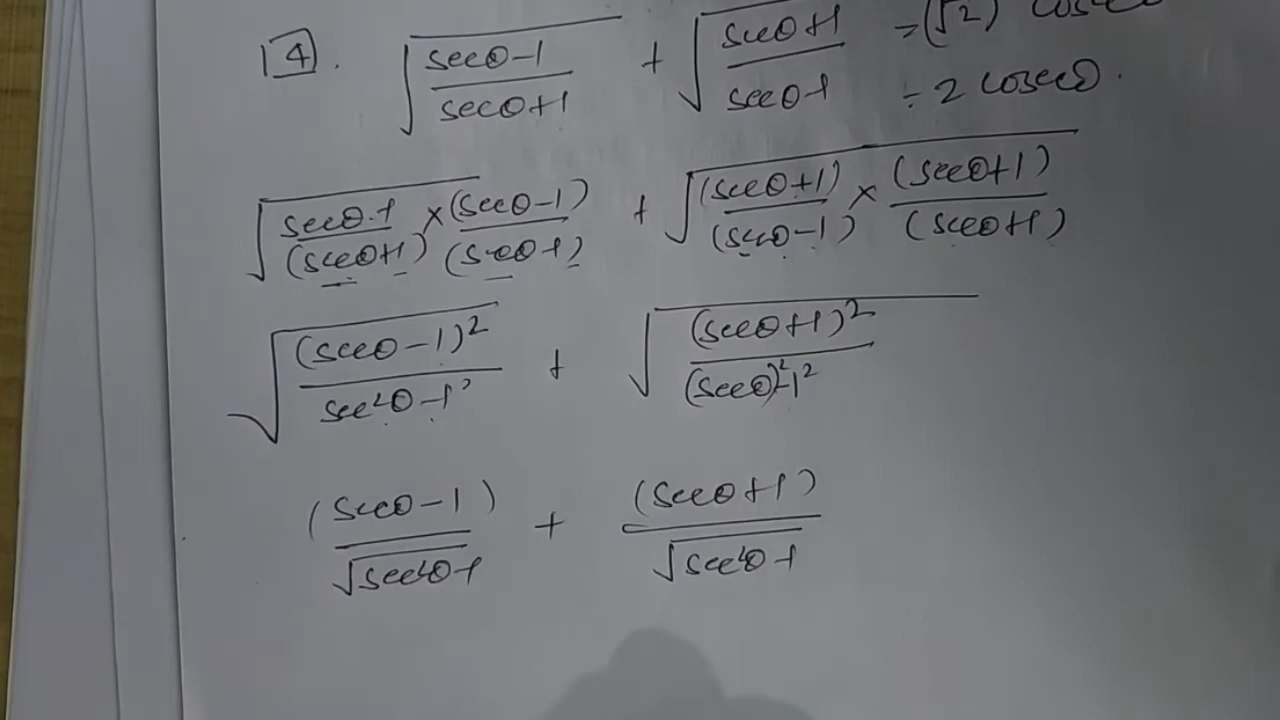 4. √((secθ-1)/(secθ+1)) + √((secθ+1)/(secθ-1)) = (√2)
= 2 cosecθ.
√((secθ-1)/(secθ+1) × (secθ-1)/(secθ-1)) + √((secθ+1)/(secθ-1) × (secθ+1)/(secθ+1))
√((secθ-1)²/(sec²θ-1²)) + √((secθ+1)²/((secθ)²-1²))
(secθ-1)/√(sec²θ-1) + (secθ+1)/√(sec²θ-1)